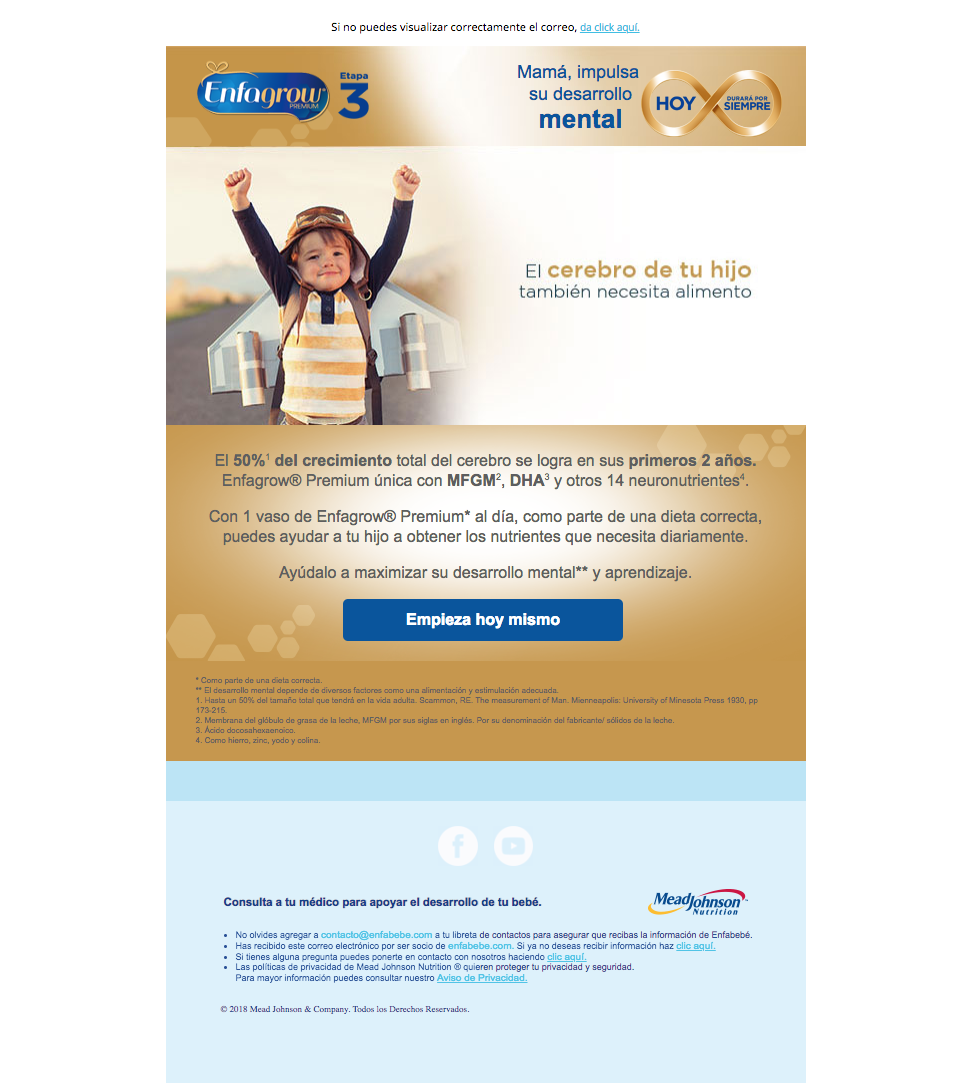 Si no puedes visualizar correctamente el correo, da click aquí.
Enfagrow®
PREMIUM
Etapa
3
Mamá, impulsa
su desarrollo
mental
HOY
DURARÁ POR
SIEMPRE
El cerebro de tu hijo
también necesita alimento
El 50%¹ del crecimiento total del cerebro se logra en sus primeros 2 años.
Enfagrow® Premium única con MFGM², DHA³ y otros 14 neuronutrientes⁴.
Con 1 vaso de Enfagrow® Premium* al día, como parte de una dieta correcta,
puedes ayudar a tu hijo a obtener los nutrientes que necesita diariamente.
Ayúdalo a maximizar su desarrollo mental** y aprendizaje.
Empieza hoy mismo
* Como parte de una dieta correcta.
** El desarrollo mental depende de diversos factores como una alimentación y estimulación adecuada.
1. Hasta un 50% del tamaño total que tendrá en la vida adulta. Scammon, RE. The measurement of Man. Mienneapolis: University of Minesota Press 1930, pp
173-215.
2. Membrana del glóbulo de grasa de la leche, MFGM por sus siglas en inglés. Por su denominación del fabricante/ sólidos de la leche.
3. Ácido docosahexaenoico.
4. Como hierro, zinc, yodo y colina.
Consulta a tu médico para apoyar el desarrollo de tu bebé.
MeadJohnson™
Nutrition
• No olvides agregar a contacto@enfabebe.com a tu libreta de contactos para asegurar que recibas la información de Enfabebé.
• Has recibido este correo electrónico por ser socio de enfabebe.com. Si ya no deseas recibir información haz clic aquí.
• Si tienes alguna pregunta puedes ponerte en contacto con nosotros haciendo clic aquí.
• Las políticas de privacidad de Mead Johnson Nutrition ® quieren proteger tu privacidad y seguridad.
Para mayor información puedes consultar nuestro Aviso de Privacidad.
© 2018 Mead Johnson & Company. Todos los Derechos Reservados.